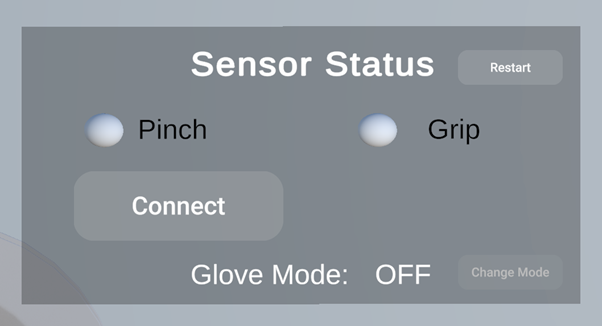 Sensor Status
Restart
Pinch
Grip
Connect
Glove Mode: OFF
Change Mode